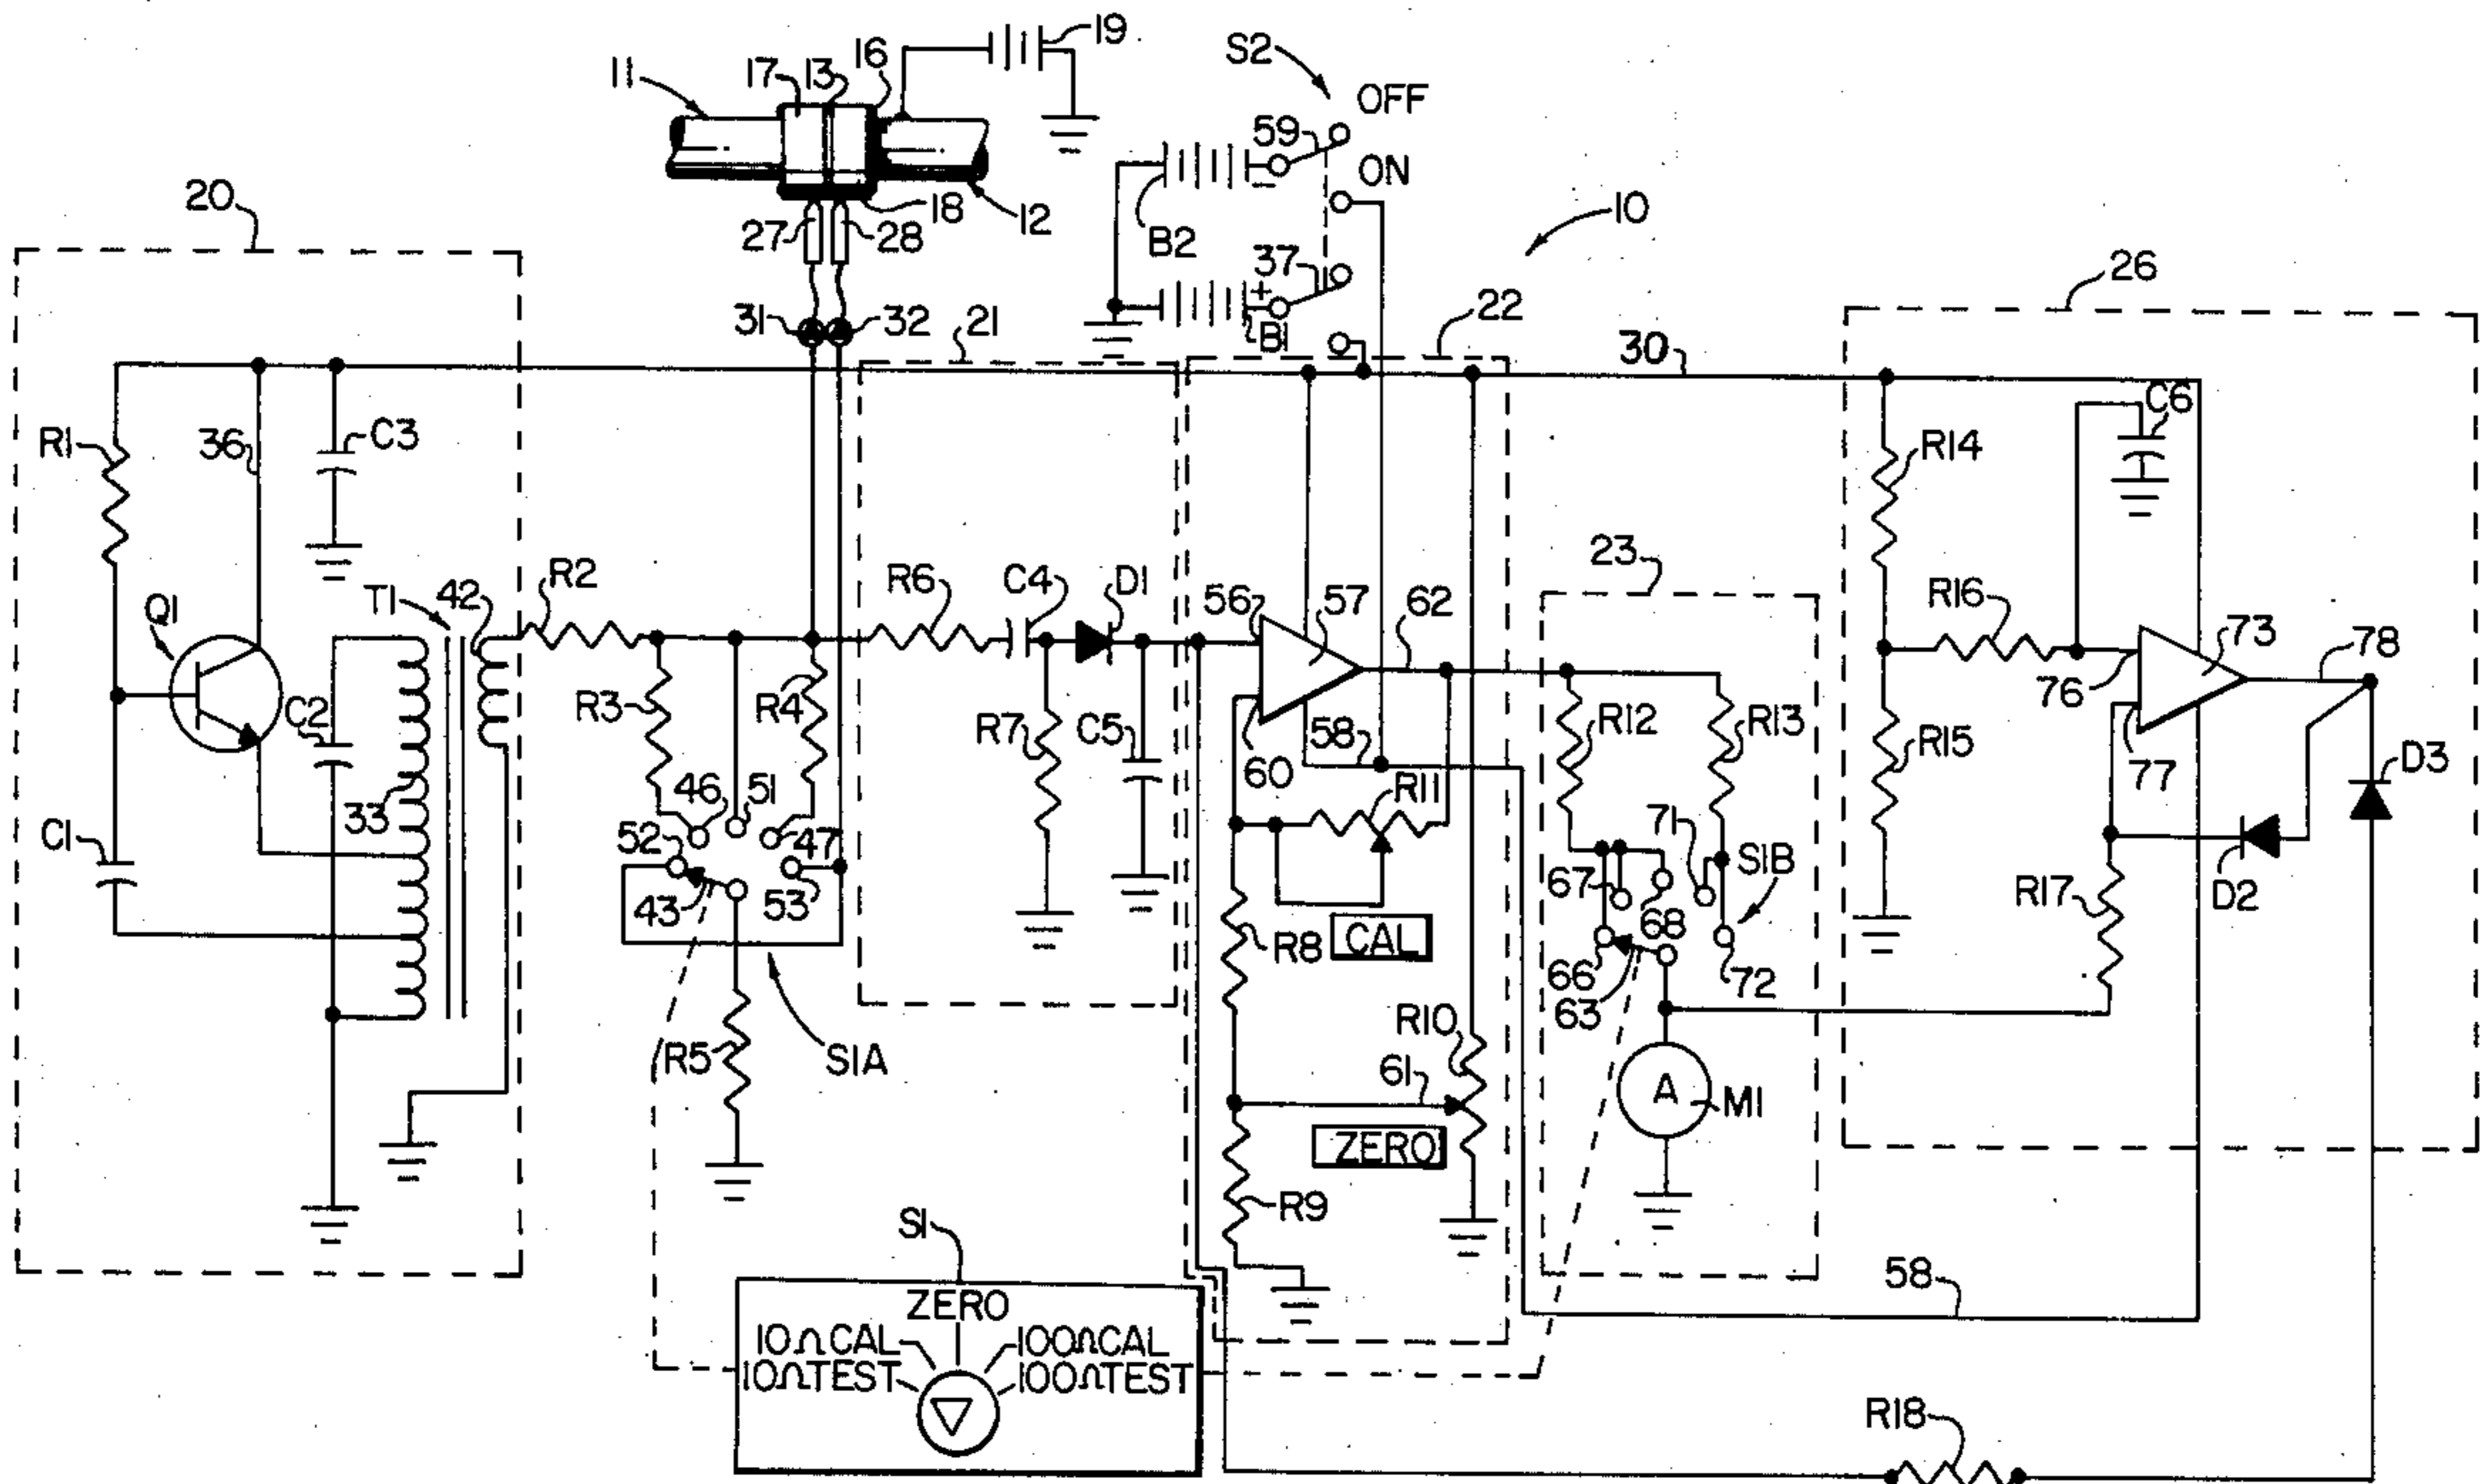 19
16
S2
11
17
13
OFF
59
ON
20
18
12
10
27
28
B2
37
26
31
32
21
+
B1
22
30
C6
R1
36
C3
R14
23
R2
R6
C4
D1
56
57
62
R16
73
78
Q1
T1
42
C2
R3
R4
R7
C5
60
58
R12
R13
76
R15
77
D3
33
46
51
R11
71
S1B
C1
52
47
67
68
43
53
R8
CAL
66
63
72
R17
D2
R5
S1A
R10
61
A
M1
ZERO
R9
S1
58
ZERO
10Ω CAL
100Ω CAL
10Ω TEST
100Ω TEST
R18